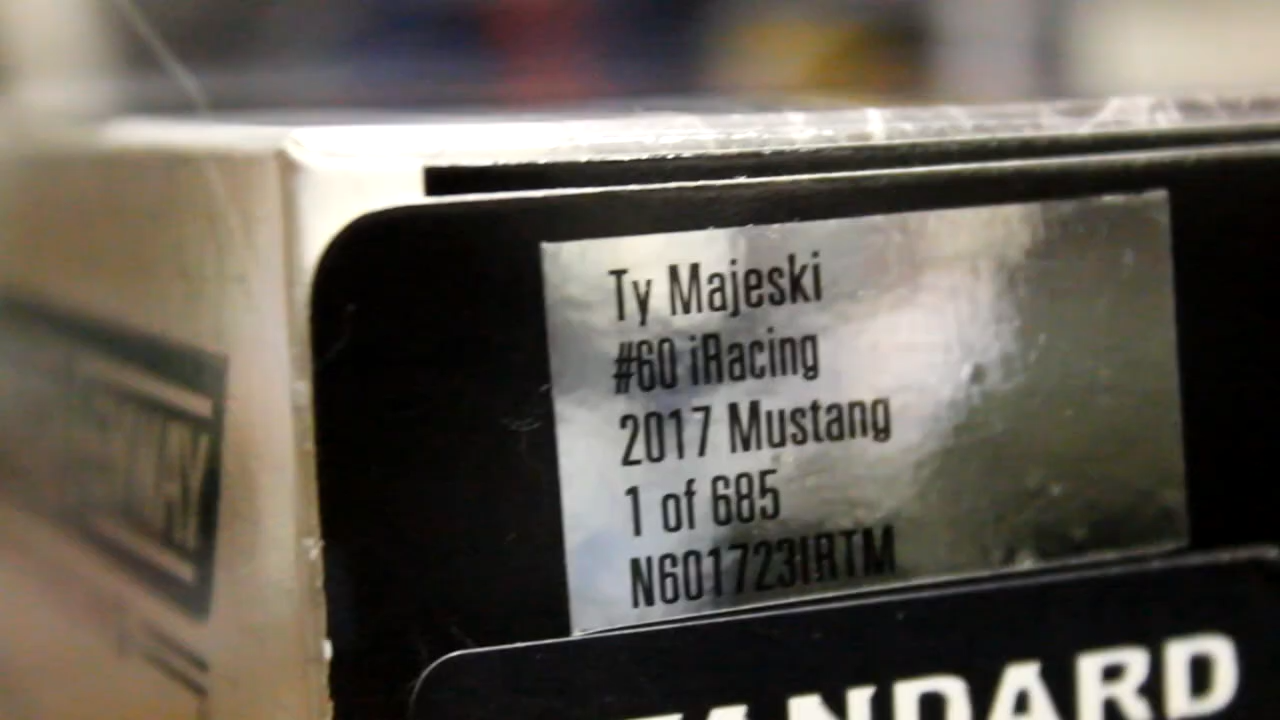 Ty Majeski
#60 iRacing
2017 Mustang
1 of 685
N601723IRTM